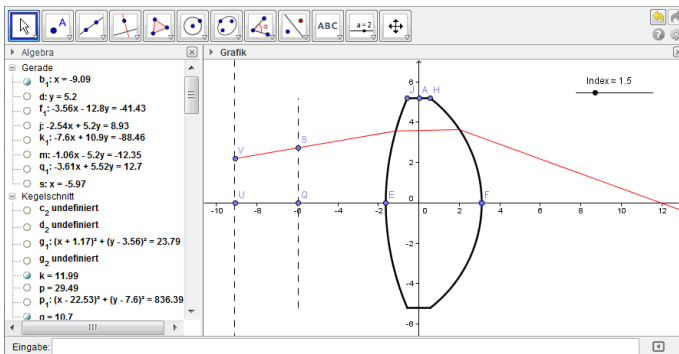 ABC
a=2
Algebra
Grafik
Gerade
b₁: x = -9.09
d: y = 5.2
f₁: -3.56x - 12.8y = -41.43
j: -2.54x + 5.2y = 8.93
k₁: -7.6x + 10.9y = -88.46
m: -1.06x - 5.2y = -12.35
q₁: -3.61x + 5.52y = 12.7
s: x = -5.97
Kegelschnitt
c₂ undefiniert
d₂ undefiniert
g₁: (x + 1.17)² + (y - 3.56)² = 23.79
g₂ undefiniert
k = 11.99
p = 29.49
p₁: (x - 22.53)² + (y - 7.6)² = 836.39
q = 10.7
Index = 1.5
6
J A H
4
V S
2
U Q E F
-10 -8 -6 -4 -2 0 0 2 4 6 8 10 12
-2
-4
-6
Eingabe: